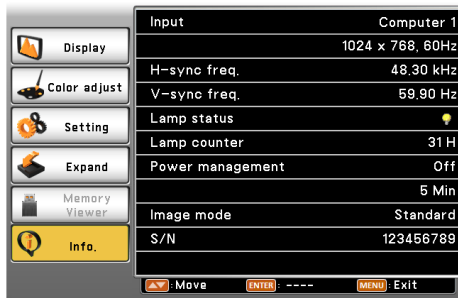 Display
Color adjust
Setting
Expand
Memory
Viewer
Info.
Input Computer 1
1024 x 768, 60Hz
H-sync freq. 48.30 kHz
V-sync freq. 59.90 Hz
Lamp status
Lamp counter 31 H
Power management Off
5 Min
Image mode Standard
S/N 123456789
:Move ENTER : ---- MENU : Exit